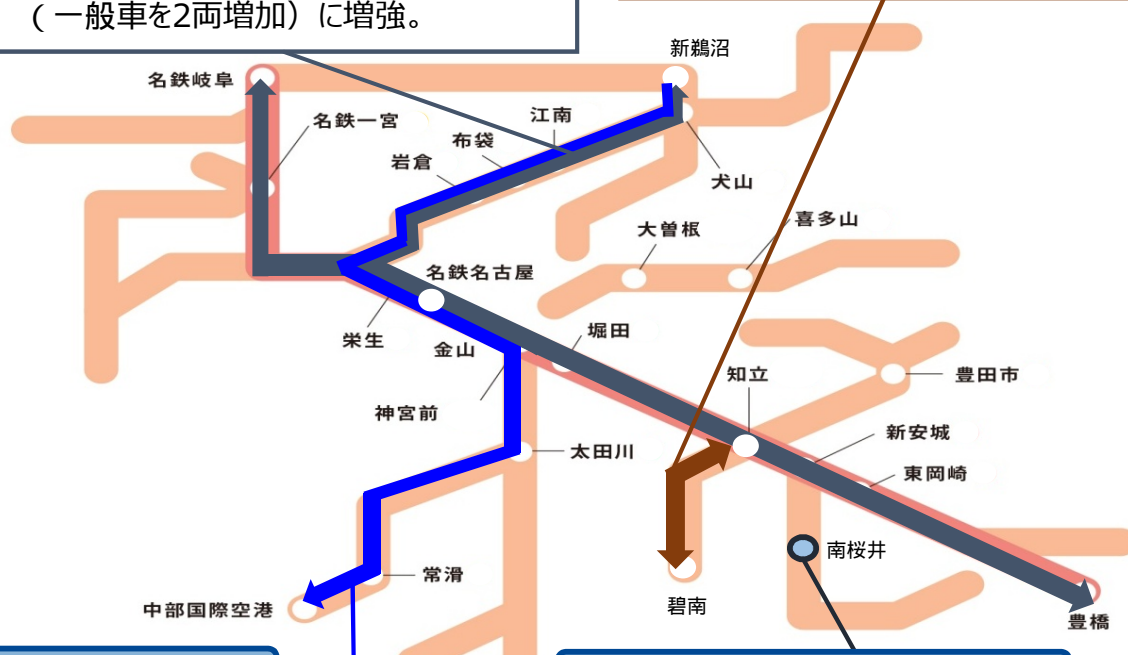 (一般車を2両増加)に増強。
新鵜沼
名鉄岐阜
名鉄一宮
江南
布袋
岩倉
犬山
喜多山
大曽根
名鉄名古屋
堀田
栄生
金山
知立
豊田市
神宮前
新安城
太田川
東岡崎
南桜井
常滑
碧南
中部国際空港
豊橋